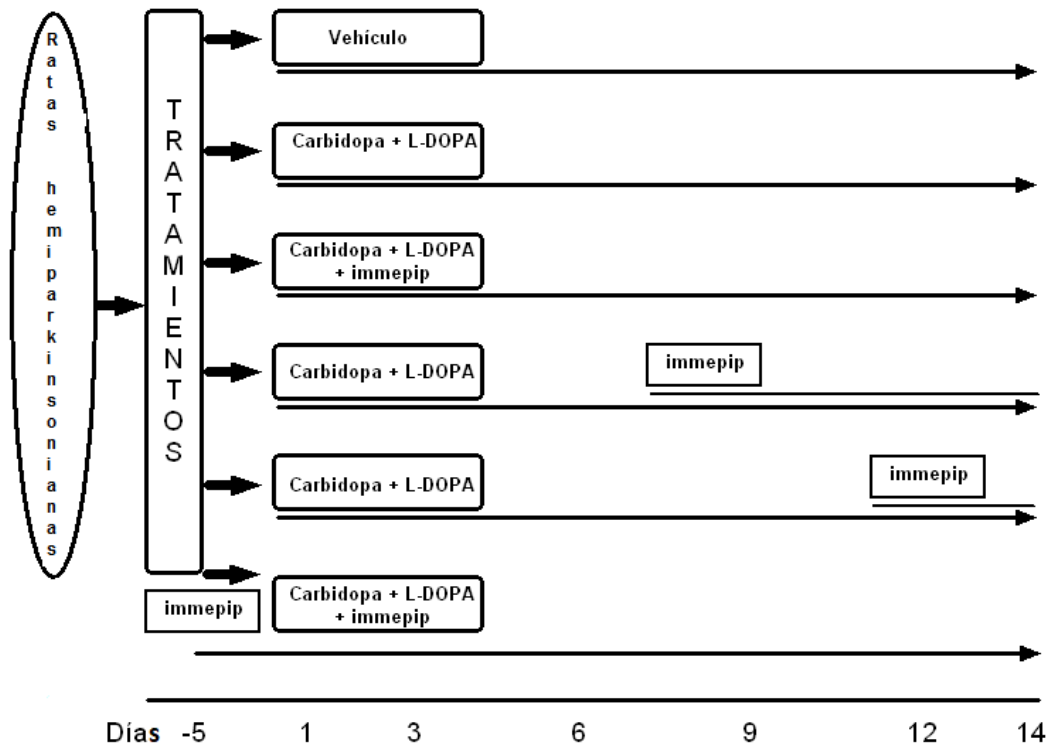 Ratas hemiparkinsonianas
TRATAMIENTOS
Vehículo
Carbidopa + L-DOPA
Carbidopa + L-DOPA
+ immepip
Carbidopa + L-DOPA
immepip
Carbidopa + L-DOPA
immepip
immepip
Carbidopa + L-DOPA
+ immepip
Días -5 1 3 6 9 12 14